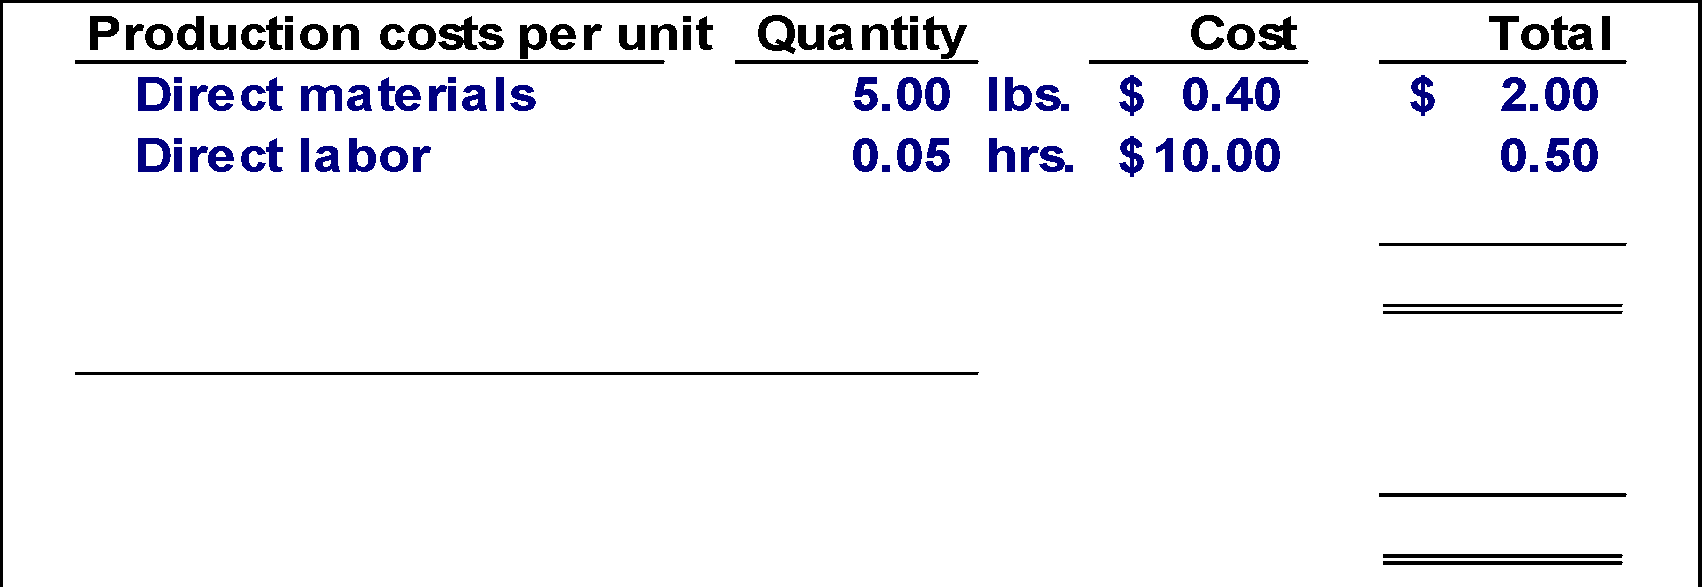 Production costs per unit Quantity Cost Total
Direct materials 5.00 lbs. $ 0.40 $ 2.00
Direct labor 0.05 hrs. $10.00 0.50